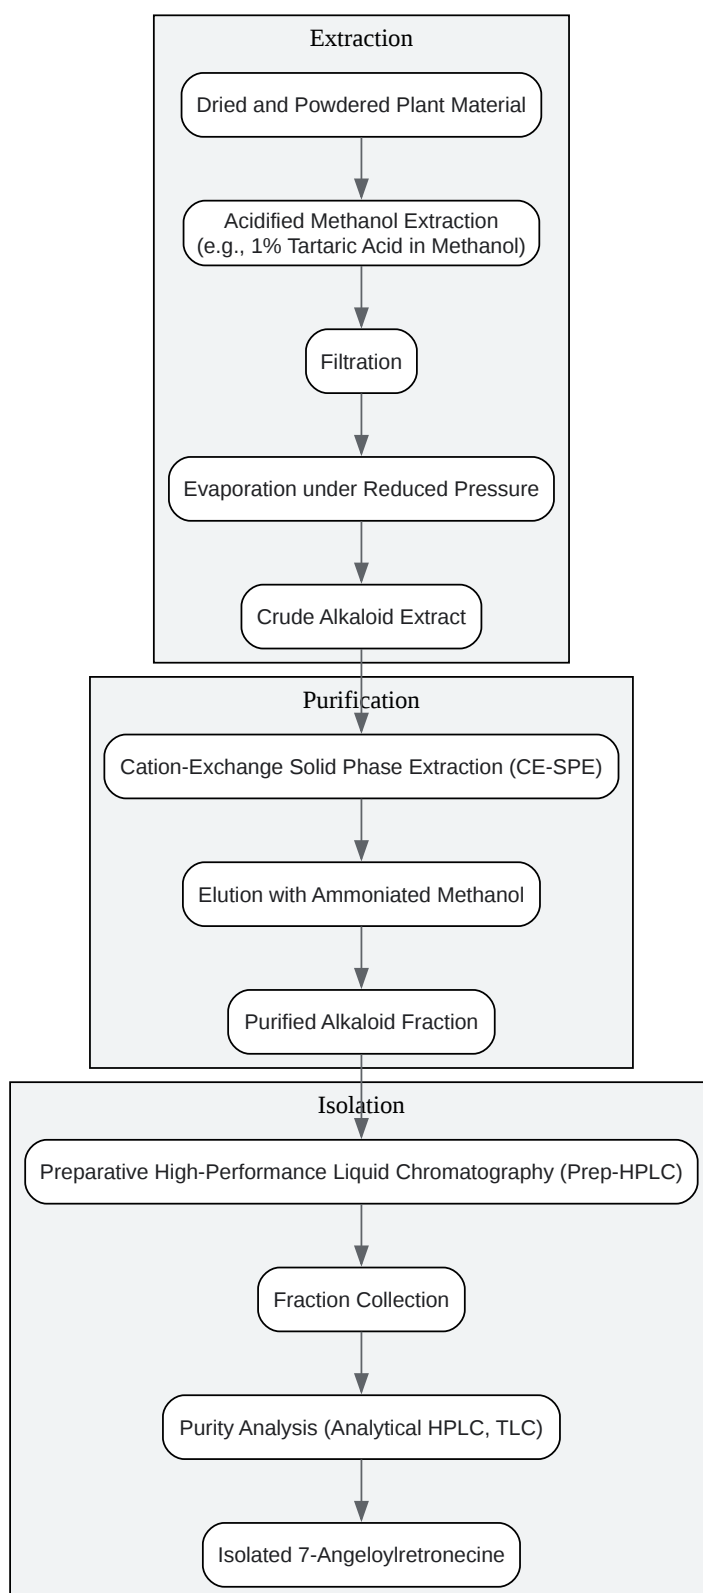 Extraction
Dried and Powdered Plant Material
Acidified Methanol Extraction
(e.g., 1% Tartaric Acid in Methanol)
Filtration
Evaporation under Reduced Pressure
Crude Alkaloid Extract
Purification
Cation-Exchange Solid Phase Extraction (CE-SPE)
Elution with Ammoniated Methanol
Purified Alkaloid Fraction
Isolation
Preparative High-Performance Liquid Chromatography (Prep-HPLC)
Fraction Collection
Purity Analysis (Analytical HPLC, TLC)
Isolated 7-Angeloylretronecine